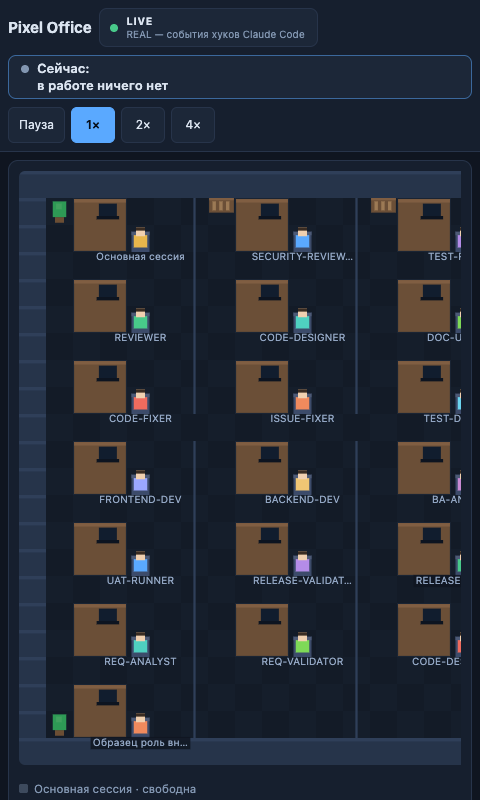 Pixel Office
LIVE
REAL — события хуков Claude Code
Сейчас:
в работе ничего нет
Пауза
1×
2×
4×
Основная сессия
SECURITY-REVIEW…
TEST-R
REVIEWER
CODE-DESIGNER
DOC-U
CODE-FIXER
ISSUE-FIXER
TEST-D
FRONTEND-DEV
BACKEND-DEV
BA-AN
UAT-RUNNER
RELEASE-VALIDAT…
RELEASE
REQ-ANALYST
REQ-VALIDATOR
CODE-DE
Образец роль вн…
Основная сессия · свободна